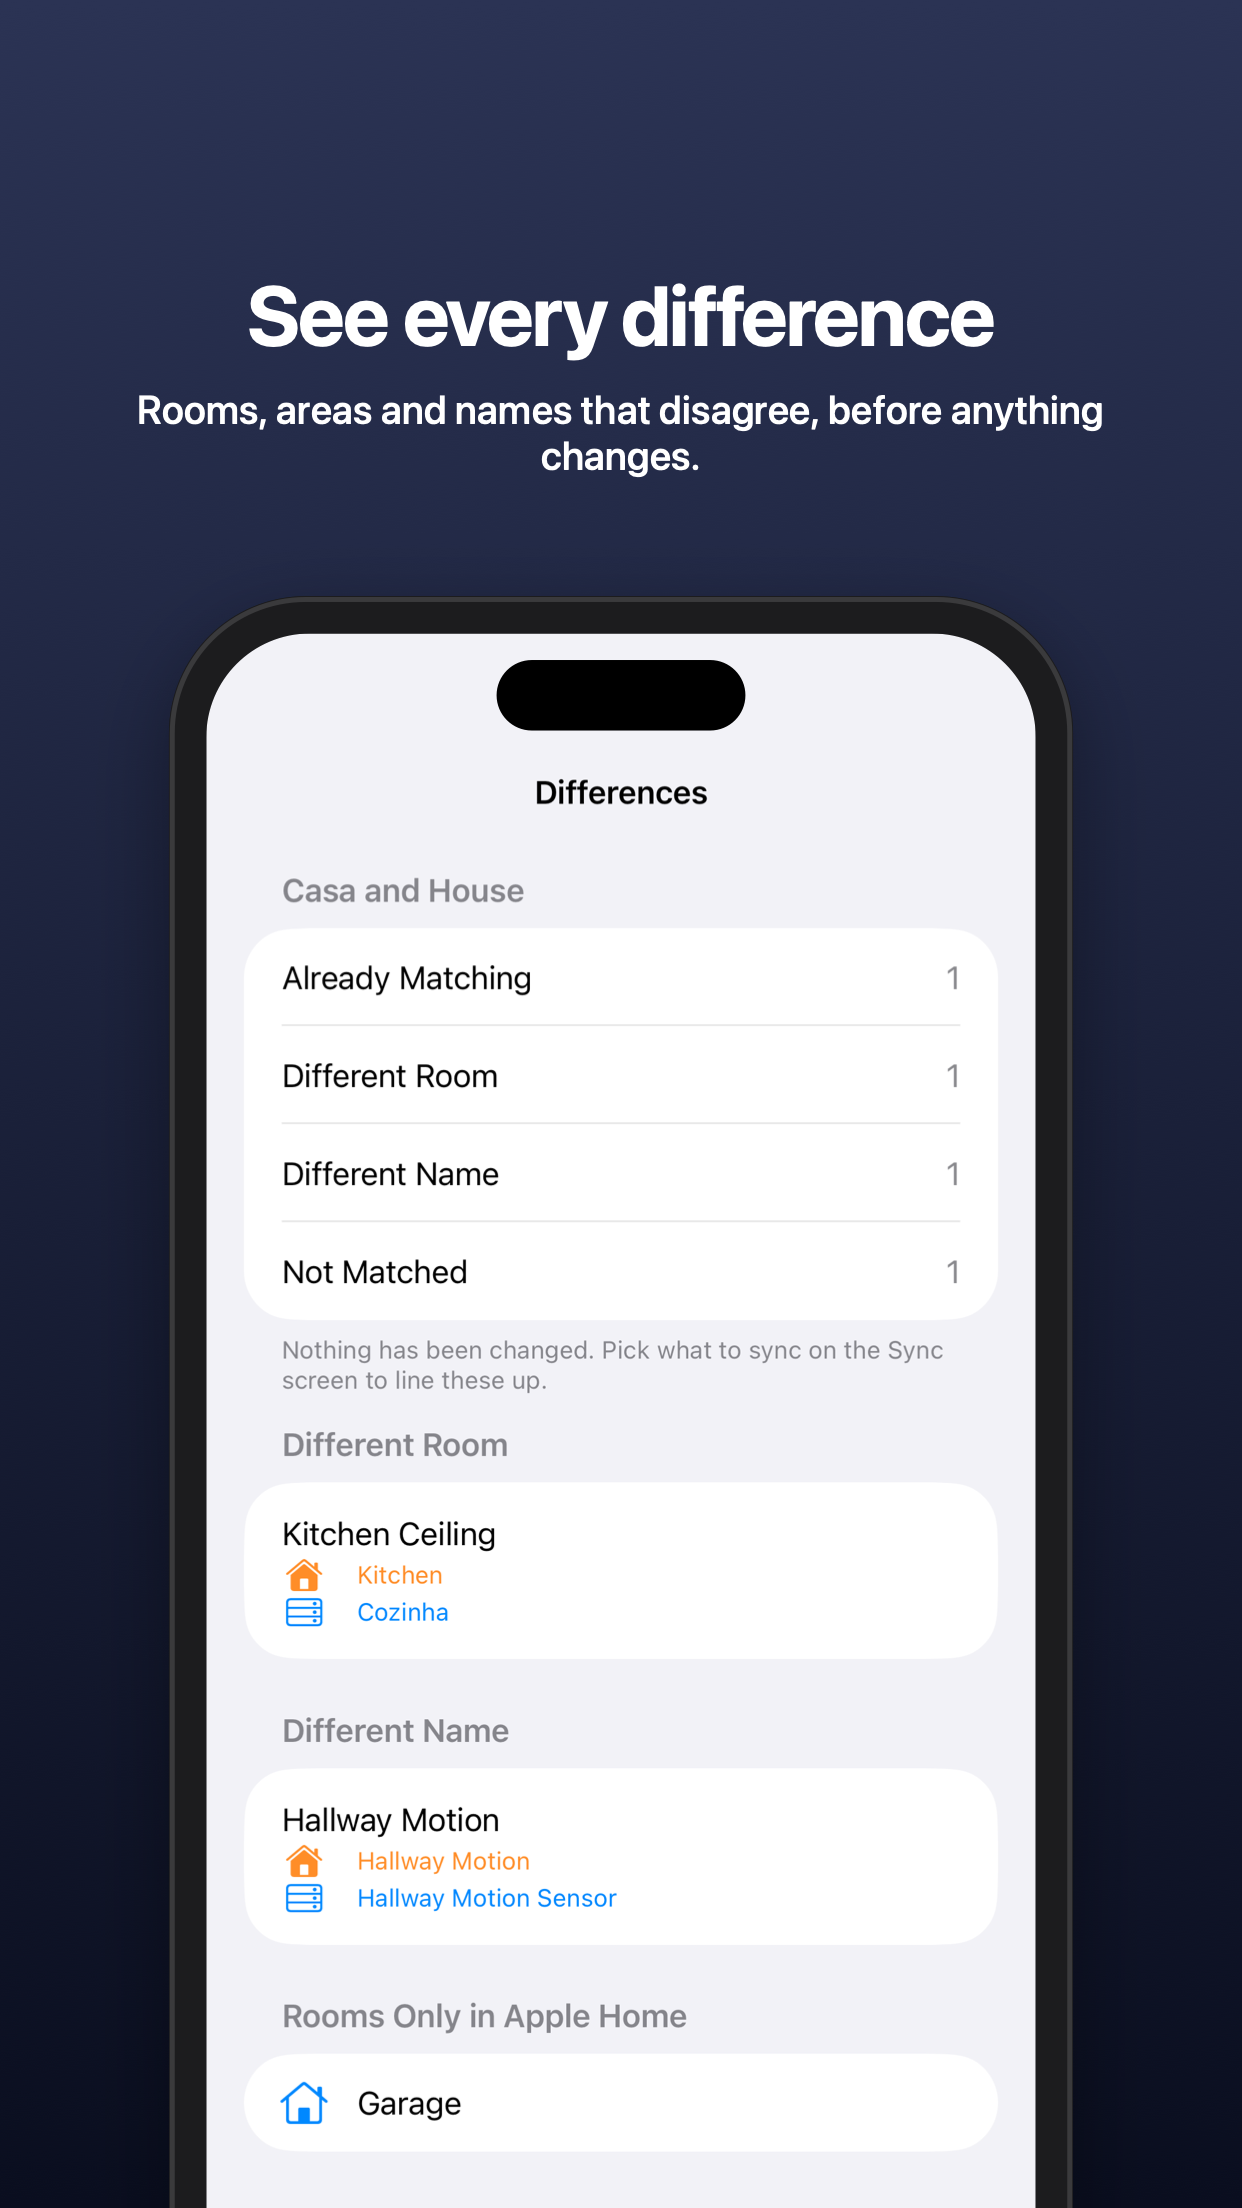 See every difference
Rooms, areas and names that disagree, before anything
changes.
Differences
Casa and House
Already Matching 1
Different Room 1
Different Name 1
Not Matched 1
Nothing has been changed. Pick what to sync on the Sync
screen to line these up.
Different Room
Kitchen Ceiling
Kitchen
Cozinha
Different Name
Hallway Motion
Hallway Motion
Hallway Motion Sensor
Rooms Only in Apple Home
Garage